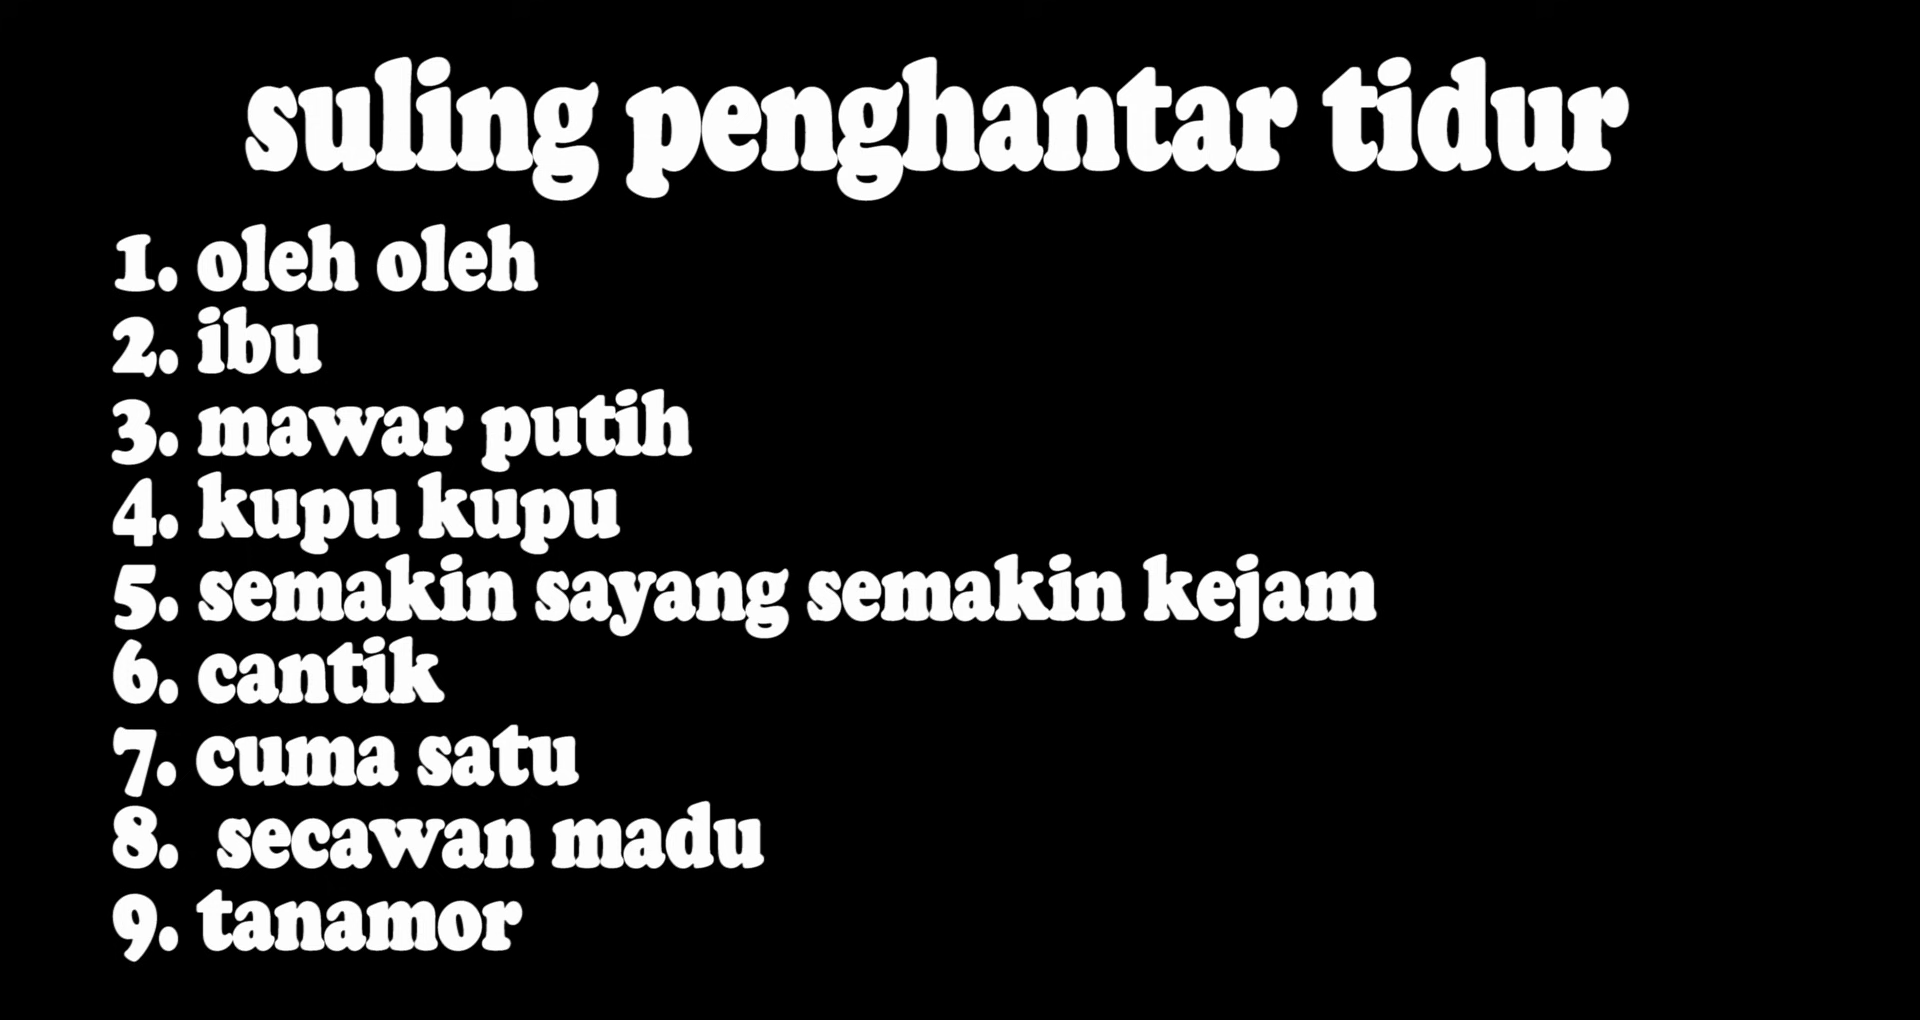 suling penghantar tidur
1. oleh oleh
2. ibu
3. mawar putih
4. kupu kupu
5. semakin sayang semakin kejam
6. cantik
7. cuma satu
8. secawan madu
9. tanamor